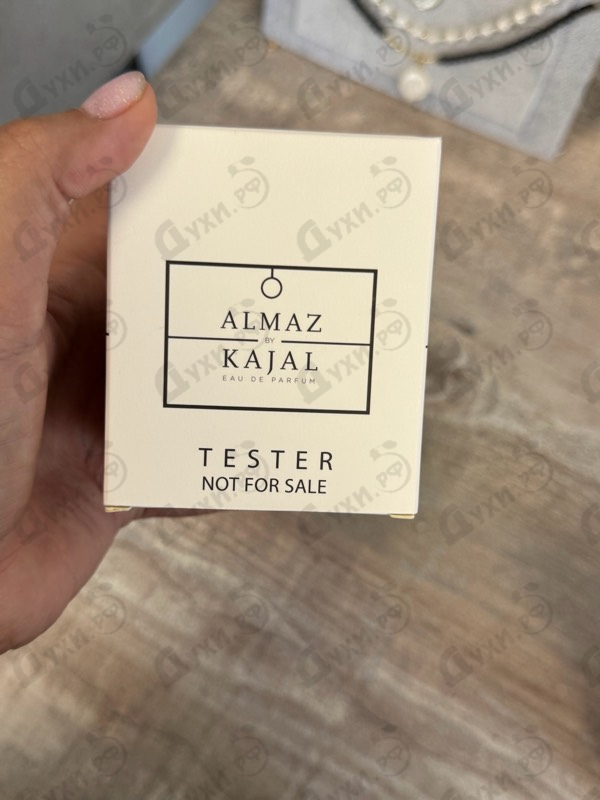 ALMAZ
BY
KAJAL
EAU DE PARFUM
TESTER
NOT FOR SALE
Духи.рф